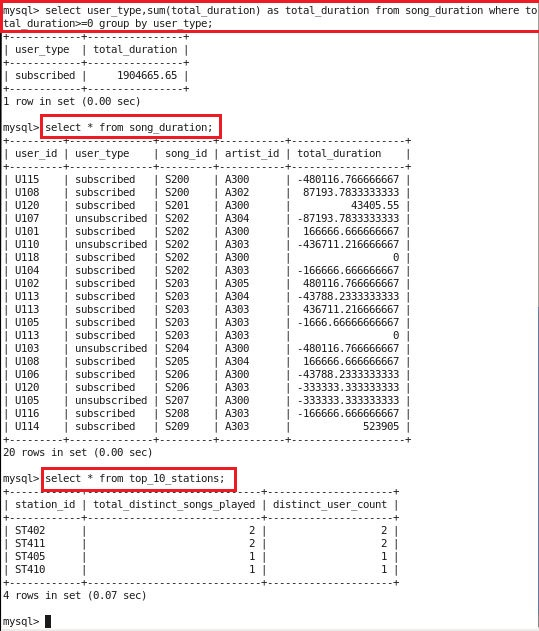 mysql> select user_type,sum(total_duration) as total_duration from song_duration where to
tal_duration>=0 group by user_type;
+------------+----------------+
| user_type  | total_duration |
+------------+----------------+
| subscribed |     1904665.65 |
+------------+----------------+
1 row in set (0.00 sec)
mysql> select * from song_duration;
+---------+--------------+---------+-----------+-------------------+
| user_id | user_type    | song_id | artist_id | total_duration    |
+---------+--------------+---------+-----------+-------------------+
| U115    | subscribed   | S200    | A300      | -480116.766666667 |
| U108    | subscribed   | S200    | A302      |  87193.7833333333 |
| U120    | subscribed   | S201    | A300      |          43405.55 |
| U107    | unsubscribed | S202    | A304      | -87193.7833333333 |
| U101    | subscribed   | S202    | A300      |  166666.666666667 |
| U110    | unsubscribed | S202    | A303      | -436711.216666667 |
| U118    | subscribed   | S202    | A300      |                 0 |
| U104    | subscribed   | S202    | A303      | -166666.666666667 |
| U102    | subscribed   | S203    | A305      |  480116.766666667 |
| U113    | subscribed   | S203    | A304      | -43788.2333333333 |
| U113    | subscribed   | S203    | A303      |  436711.216666667 |
| U105    | subscribed   | S203    | A303      | -1666.66666666667 |
| U113    | subscribed   | S203    | A303      |                 0 |
| U103    | unsubscribed | S204    | A300      | -480116.766666667 |
| U108    | subscribed   | S205    | A304      |  166666.666666667 |
| U106    | subscribed   | S206    | A300      | -43788.2333333333 |
| U120    | subscribed   | S206    | A303      | -333333.333333333 |
| U105    | unsubscribed | S207    | A300      | -333333.333333333 |
| U116    | subscribed   | S208    | A303      | -166666.666666667 |
| U114    | subscribed   | S209    | A303      |            523905 |
+---------+--------------+---------+-----------+-------------------+
20 rows in set (0.00 sec)
mysql> select * from top_10_stations;
+------------+-----------------------------+---------------------+
| station_id | total_distinct_songs_played | distinct_user_count |
+------------+-----------------------------+---------------------+
| ST402      |                           2 |                   2 |
| ST411      |                           2 |                   2 |
| ST405      |                           1 |                   1 |
| ST410      |                           1 |                   1 |
+------------+-----------------------------+---------------------+
4 rows in set (0.07 sec)
mysql>